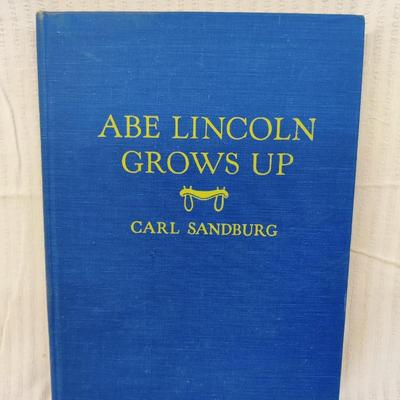 ABE LINCOLN
GROWS UP
CARL SANDBURG